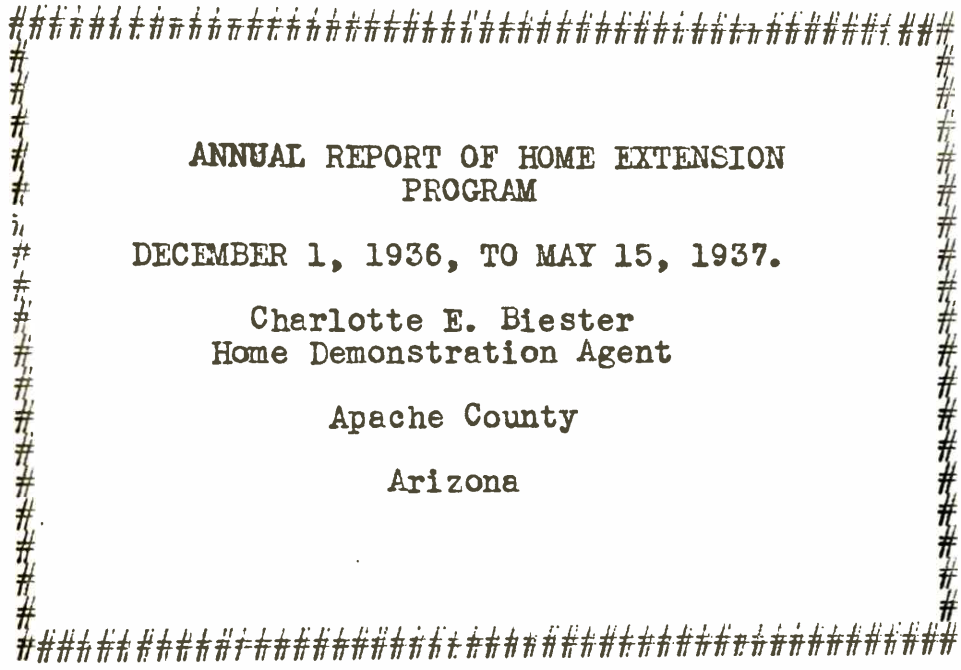 ANNUAL REPORT OF HOME EXTENSION
PROGRAM
DECEMBER 1, 1936, TO MAY 15, 1937.
Charlotte E. Biester
Home Demonstration Agent
Apache County
Arizona